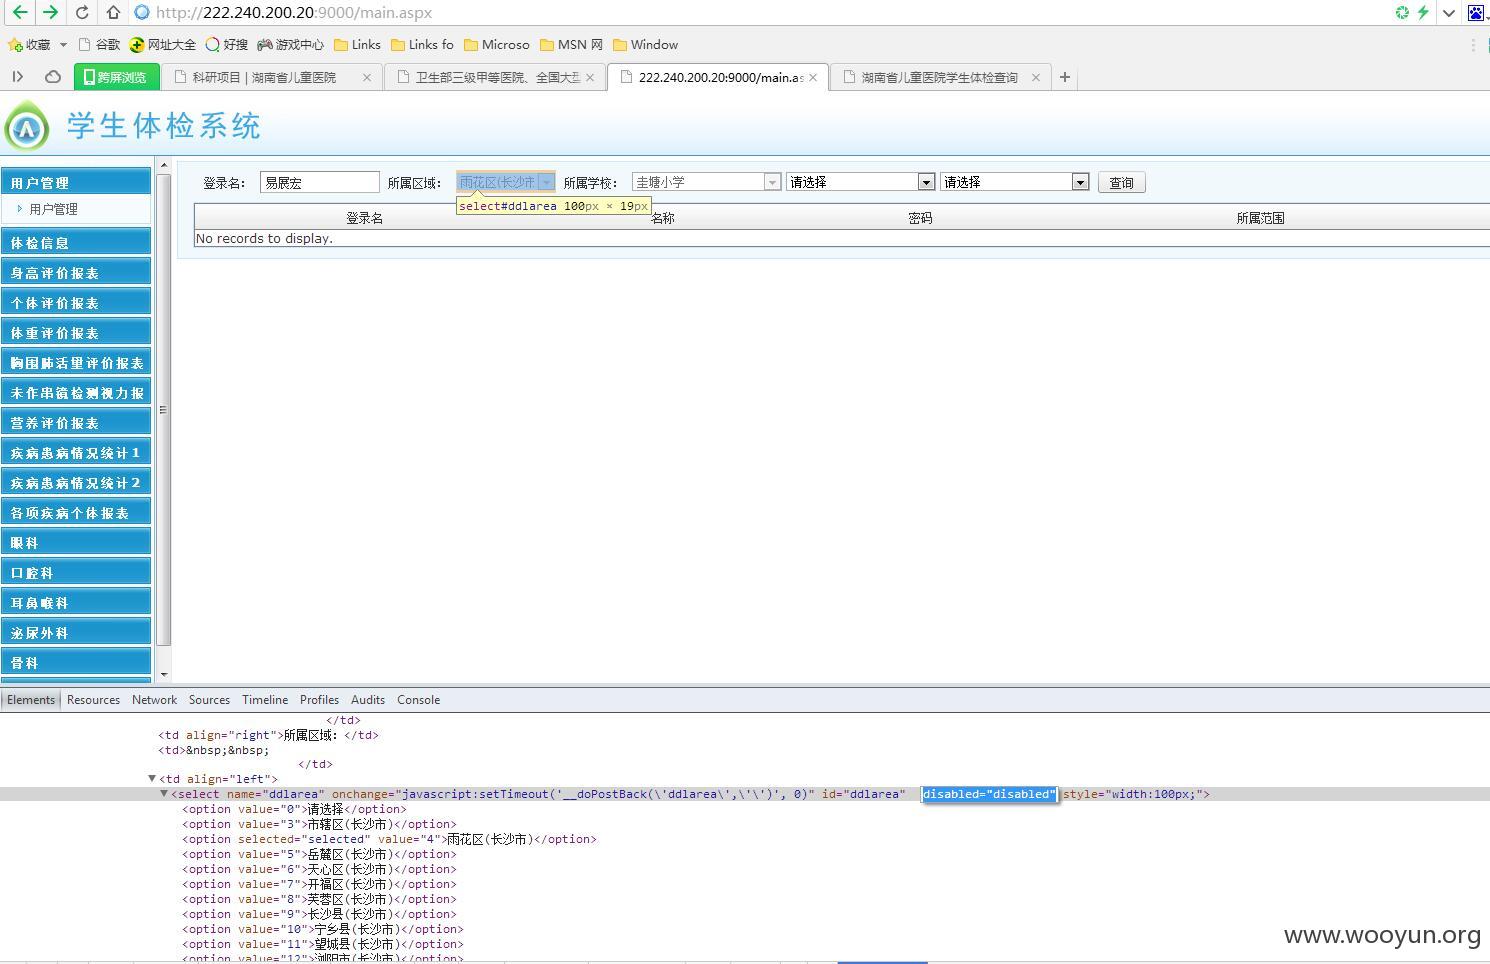 http://222.240.200.20:9000/main.aspx
收藏 谷歌 网址大全 好搜 游戏中心 Links Links fo Microso MSN 网 Window
跨屏浏览 科研项目 | 湖南省儿童医院 卫生部三级甲等医院、全国大型 222.240.200.20:9000/main.as 湖南省儿童医院学生体检查询
学生体检系统
用户管理
用户管理
体检信息
身高评价报表
个体评价报表
体重评价报表
胸围肺活量评价报表
未作串镜检测视力报
营养评价报表
疾病患病情况统计1
疾病患病情况统计2
各项疾病个体报表
眼科
口腔科
耳鼻喉科
泌尿外科
骨科
登录名： 易展宏 所属区域： 雨花区(长沙市 所属学校： 圭塘小学 请选择 请选择 查询
select#ddlarea 100px × 19px
登录名 名称 密码 所属范围
No records to display.
Elements Resources Network Sources Timeline Profiles Audits Console
</td>
<td align="right">所属区域：</td>
<td>&nbsp;&nbsp;
</td>
<td align="left">
<select name="ddlarea" onchange="javascript:setTimeout('__doPostBack(\'ddlarea\',\'\')', 0)" id="ddlarea" disabled="disabled" style="width:100px;">
<option value="0">请选择</option>
<option value="3">市辖区(长沙市)</option>
<option selected="selected" value="4">雨花区(长沙市)</option>
<option value="5">岳麓区(长沙市)</option>
<option value="6">天心区(长沙市)</option>
<option value="7">开福区(长沙市)</option>
<option value="8">芙蓉区(长沙市)</option>
<option value="9">长沙县(长沙市)</option>
<option value="10">宁乡县(长沙市)</option>
<option value="11">望城县(长沙市)</option>
<option value="12">浏阳市(长沙市)</option>
www.wooyun.org